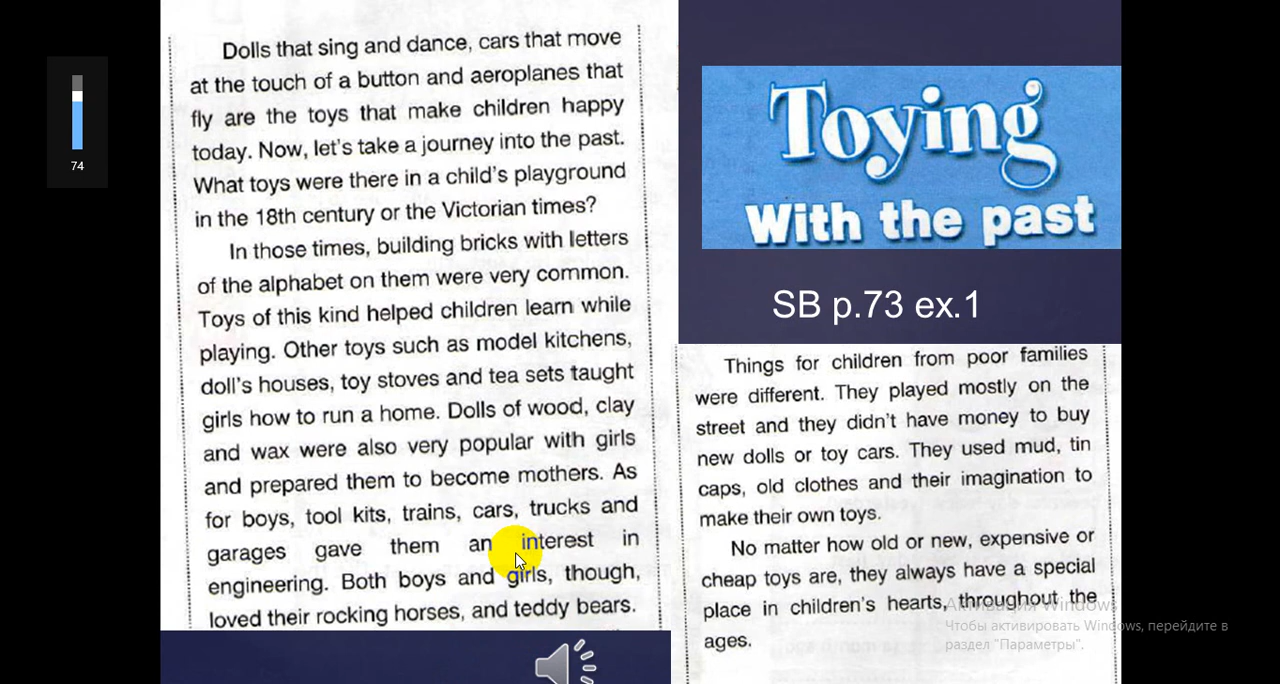 74
Dolls that sing and dance, cars that move
at the touch of a button and aeroplanes that
fly are the toys that make children happy
today. Now, let's take a journey into the past.
What toys were there in a child's playground
in the 18th century or the Victorian times?
In those times, building bricks with letters
of the alphabet on them were very common.
Toys of this kind helped children learn while
playing. Other toys such as model kitchens,
doll's houses, toy stoves and tea sets taught
girls how to run a home. Dolls of wood, clay
and wax were also very popular with girls
and prepared them to become mothers. As
for boys, tool kits, trains, cars, trucks and
garages gave them an interest in
engineering. Both boys and girls, though,
loved their rocking horses, and teddy bears.
Toying
With the past
SB p.73 ex.1
Things for children from poor families
were different. They played mostly on the
street and they didn't have money to buy
new dolls or toy cars. They used mud, tin
caps, old clothes and their imagination to
make their own toys.
No matter how old or new, expensive or
cheap toys are, they always have a special
place in children's hearts, throughout the
ages.
Активация Windows
Чтобы активировать Windows, перейдите в
раздел "Параметры".